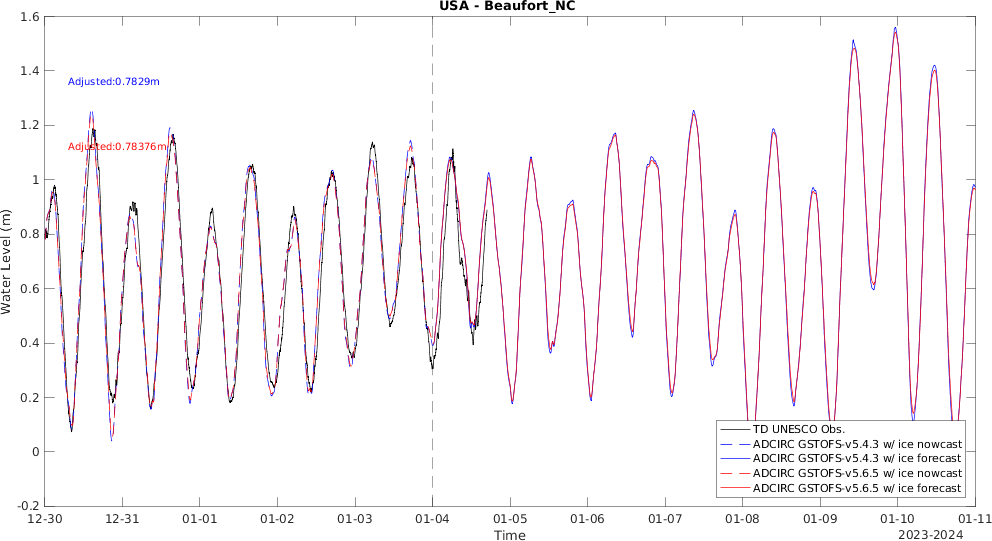 USA - Beaufort_NC
1.6
1.4
1.2
1
0.8
0.6
0.4
0.2
0
-0.2
Water Level (m)
Adjusted:0.7829m
Adjusted:0.78376m
TD UNESCO Obs.
ADCIRC GSTOFS-v5.4.3 w/ ice nowcast
ADCIRC GSTOFS-v5.4.3 w/ ice forecast
ADCIRC GSTOFS-v5.6.5 w/ ice nowcast
ADCIRC GSTOFS-v5.6.5 w/ ice forecast
12-30 12-31 01-01 01-02 01-03 01-04 01-05 01-06 01-07 01-08 01-09 01-10 01-11
Time
2023-2024